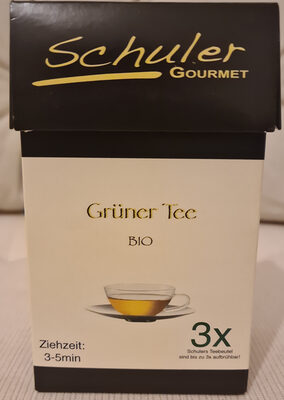 Schuler
GOURMET
Grüner Tee
BIO
Ziehzeit:
3-5min
3x
Schulers Teebeutel
sind bis zu 3x aufbrühbar!